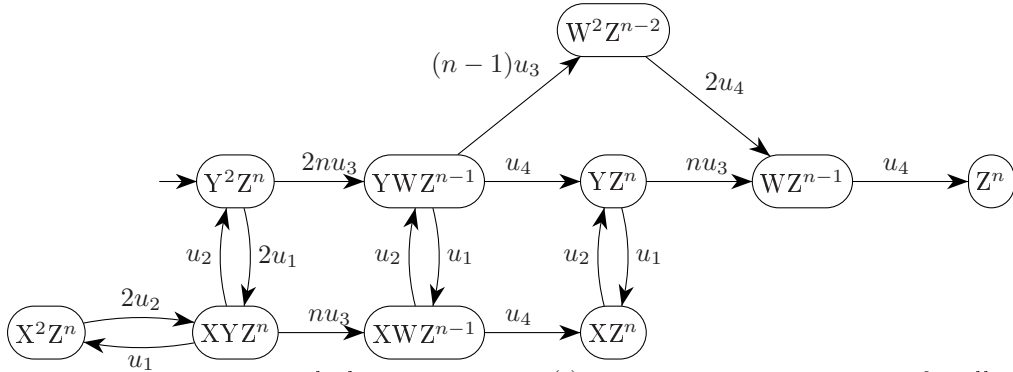 W²Zⁿ⁻²
(n − 1)u₃
2u₄
Y²Zⁿ 2nu₃ YWZⁿ⁻¹ u₄ YZⁿ nu₃ WZⁿ⁻¹ u₄ Zⁿ
u₂ 2u₁ u₂ u₁ u₂ u₁
2u₂
X²Zⁿ XYZⁿ nu₃ XWZⁿ⁻¹ u₄ XZⁿ
u₁